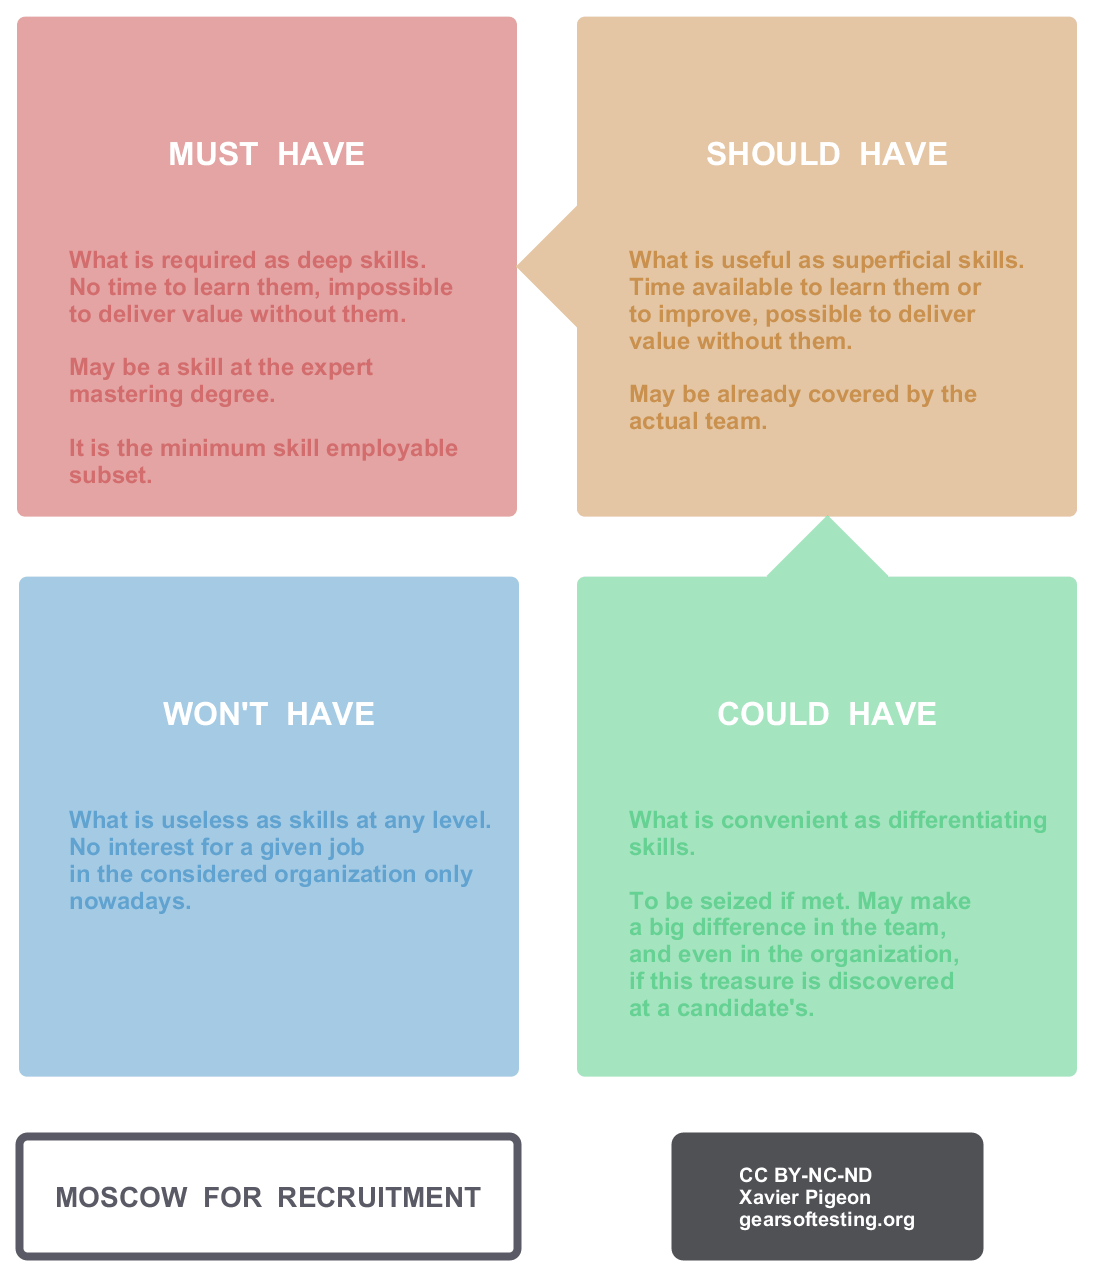 MUST HAVE
What is required as deep skills.
No time to learn them, impossible
to deliver value without them.
May be a skill at the expert
mastering degree.
It is the minimum skill employable
subset.
SHOULD HAVE
What is useful as superficial skills.
Time available to learn them or
to improve, possible to deliver
value without them.
May be already covered by the
actual team.
WON'T HAVE
What is useless as skills at any level.
No interest for a given job
in the considered organization only
nowadays.
COULD HAVE
What is convenient as differentiating
skills.
To be seized if met. May make
a big difference in the team,
and even in the organization,
if this treasure is discovered
at a candidate's.
MOSCOW FOR RECRUITMENT
CC BY-NC-ND
Xavier Pigeon
gearsoftesting.org